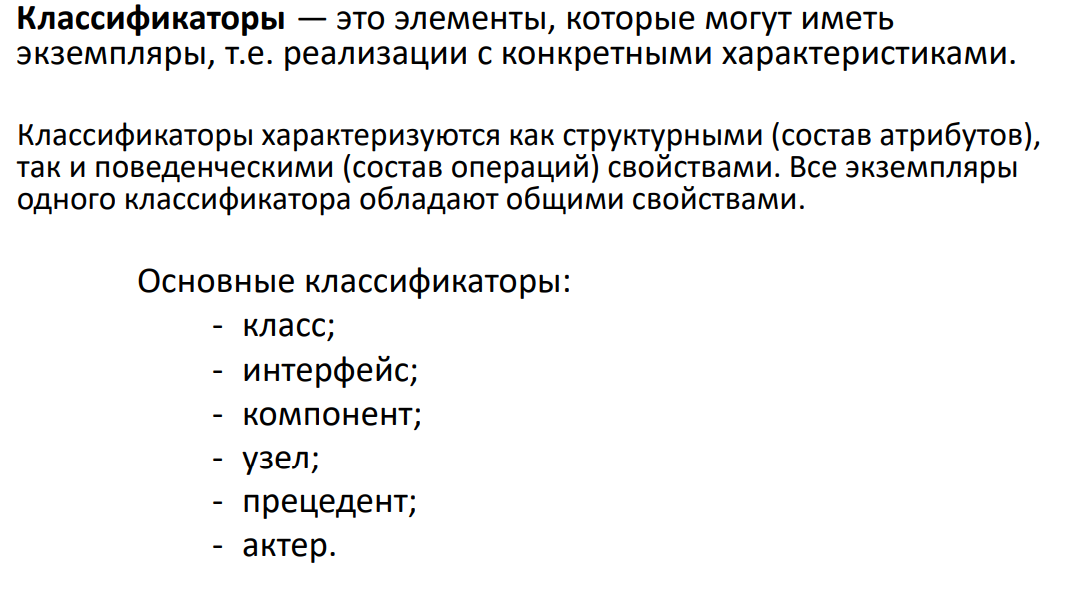 Классификаторы — это элементы, которые могут иметь
экземпляры, т.е. реализации с конкретными характеристиками.
Классификаторы характеризуются как структурными (состав атрибутов),
так и поведенческими (состав операций) свойствами. Все экземпляры
одного классификатора обладают общими свойствами.
Основные классификаторы:
- класс;
- интерфейс;
- компонент;
- узел;
- прецедент;
- актер.